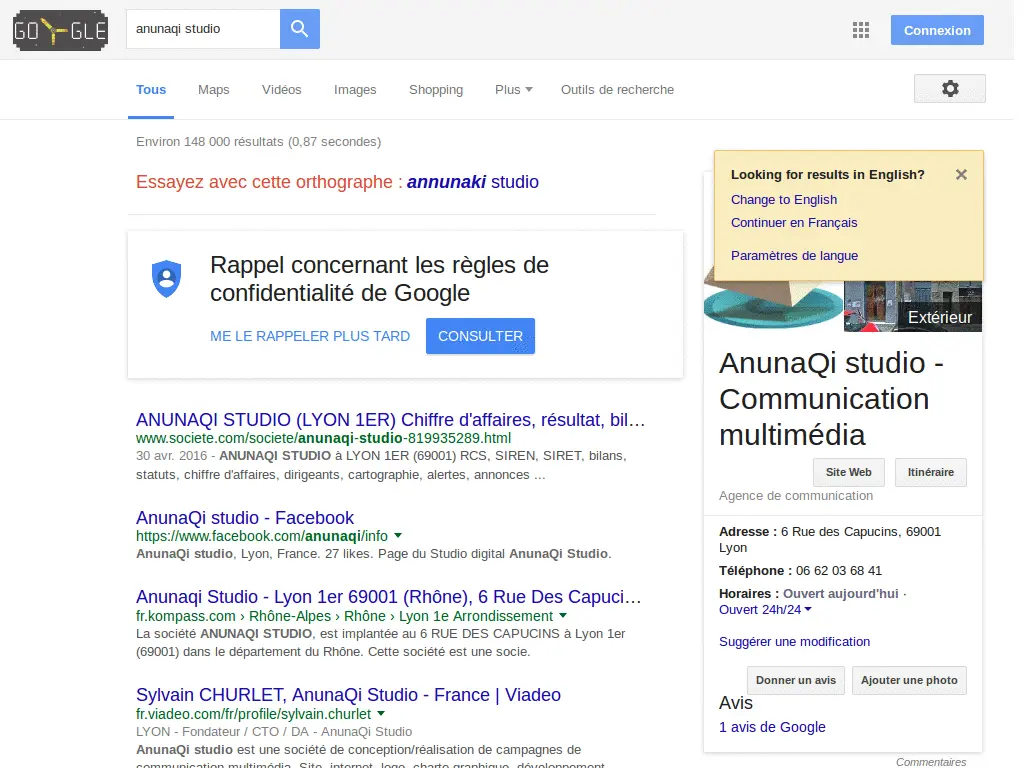 GO GLE
anunaqi studio
Connexion
Tous Maps Vidéos Images Shopping Plus Outils de recherche
Environ 148 000 résultats (0,87 secondes)
Essayez avec cette orthographe : annunaki studio
Rappel concernant les règles de
confidentialité de Google
ME LE RAPPELER PLUS TARD CONSULTER
ANUNAQI STUDIO (LYON 1ER) Chiffre d'affaires, résultat, bil…
www.societe.com/societe/anunaqi-studio-819935289.html
30 avr. 2016 - ANUNAQI STUDIO à LYON 1ER (69001) RCS, SIREN, SIRET, bilans,
statuts, chiffre d'affaires, dirigeants, cartographie, alertes, annonces ...
AnunaQi studio - Facebook
https://www.facebook.com/anunaqi/info
AnunaQi studio, Lyon, France. 27 likes. Page du Studio digital AnunaQi Studio.
Anunaqi Studio - Lyon 1er 69001 (Rhône), 6 Rue Des Capuci…
fr.kompass.com › Rhône-Alpes › Rhône › Lyon 1e Arrondissement
La société ANUNAQI STUDIO, est implantée au 6 RUE DES CAPUCINS à Lyon 1er
(69001) dans le département du Rhône. Cette société est une socie.
Sylvain CHURLET, AnunaQi Studio - France | Viadeo
fr.viadeo.com/fr/profile/sylvain.churlet
LYON - Fondateur / CTO / DA - AnunaQi Studio
AnunaQi studio est une société de conception/réalisation de campagnes de
communication multimédia. Site, internet, logo, charte graphique, développement
Looking for results in English?
Change to English
Continuer en Français
Paramètres de langue
Extérieur
AnunaQi studio -
Communication
multimédia
Site Web Itinéraire
Agence de communication
Adresse : 6 Rue des Capucins, 69001
Lyon
Téléphone : 06 62 03 68 41
Horaires : Ouvert aujourd'hui ·
Ouvert 24h/24
Suggérer une modification
Donner un avis Ajouter une photo
Avis
1 avis de Google
Commentaires